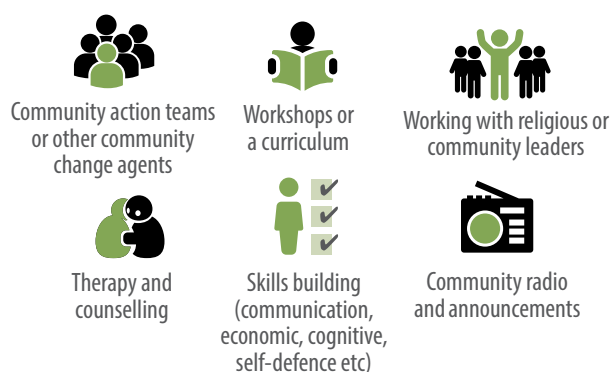 Community action teams
or other community
change agents
Workshops or
a curriculum
Working with religious or
community leaders
Therapy and
counselling
Skills building
(communication,
economic, cognitive,
self-defence etc)
Community radio
and announcements